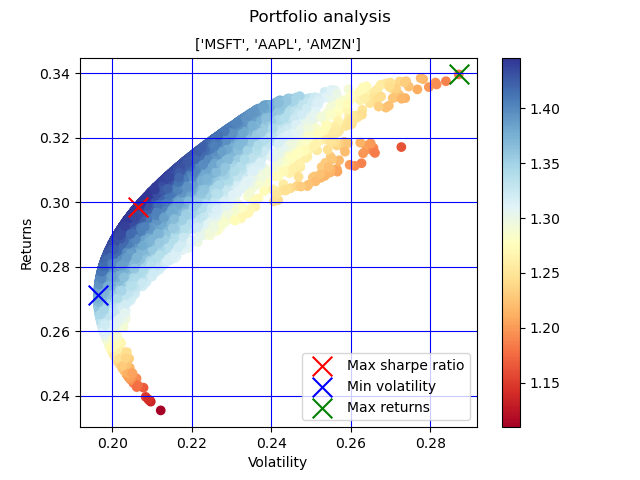 Portfolio analysis
['MSFT', 'AAPL', 'AMZN']
Returns
0.34
0.32
0.30
0.28
0.26
0.24
0.20 0.22 0.24 0.26 0.28
Volatility
Max sharpe ratio
Min volatility
Max returns
1.40
1.35
1.30
1.25
1.20
1.15